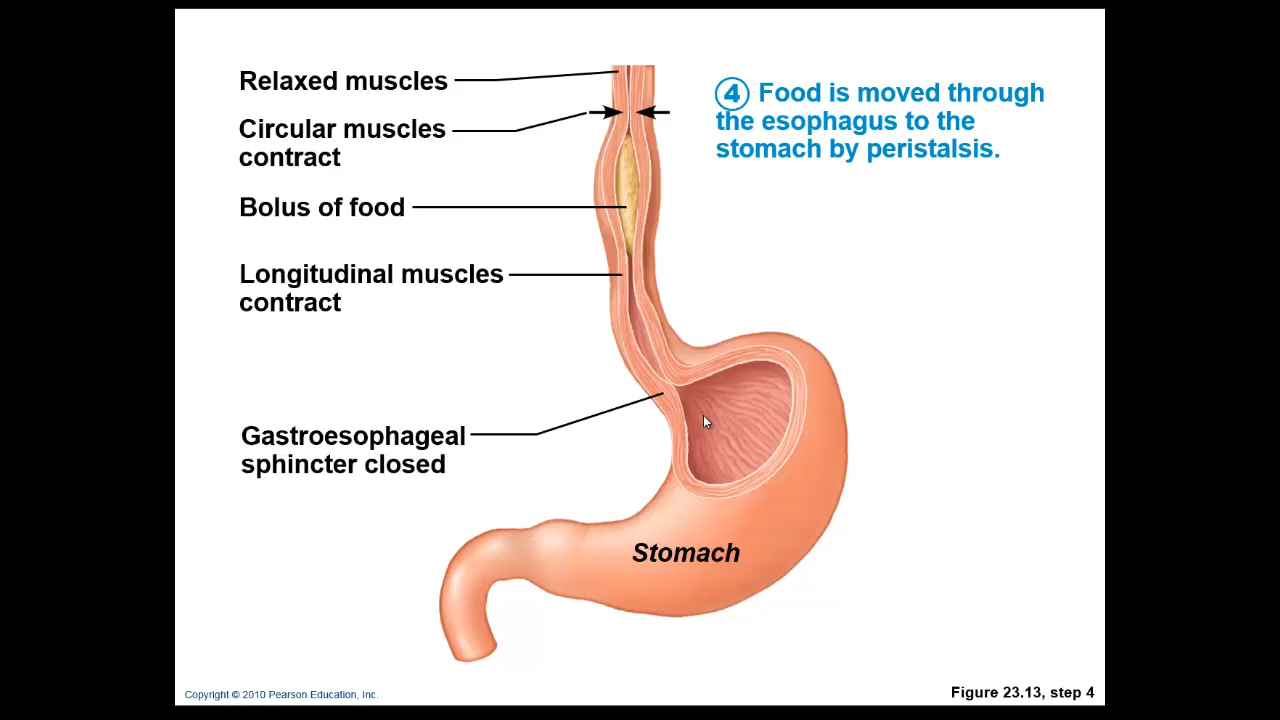 Relaxed muscles
Circular muscles
contract
Bolus of food
Longitudinal muscles
contract
Gastroesophageal
sphincter closed
④ Food is moved through
the esophagus to the
stomach by peristalsis.
Stomach
Copyright © 2010 Pearson Education, Inc.
Figure 23.13, step 4